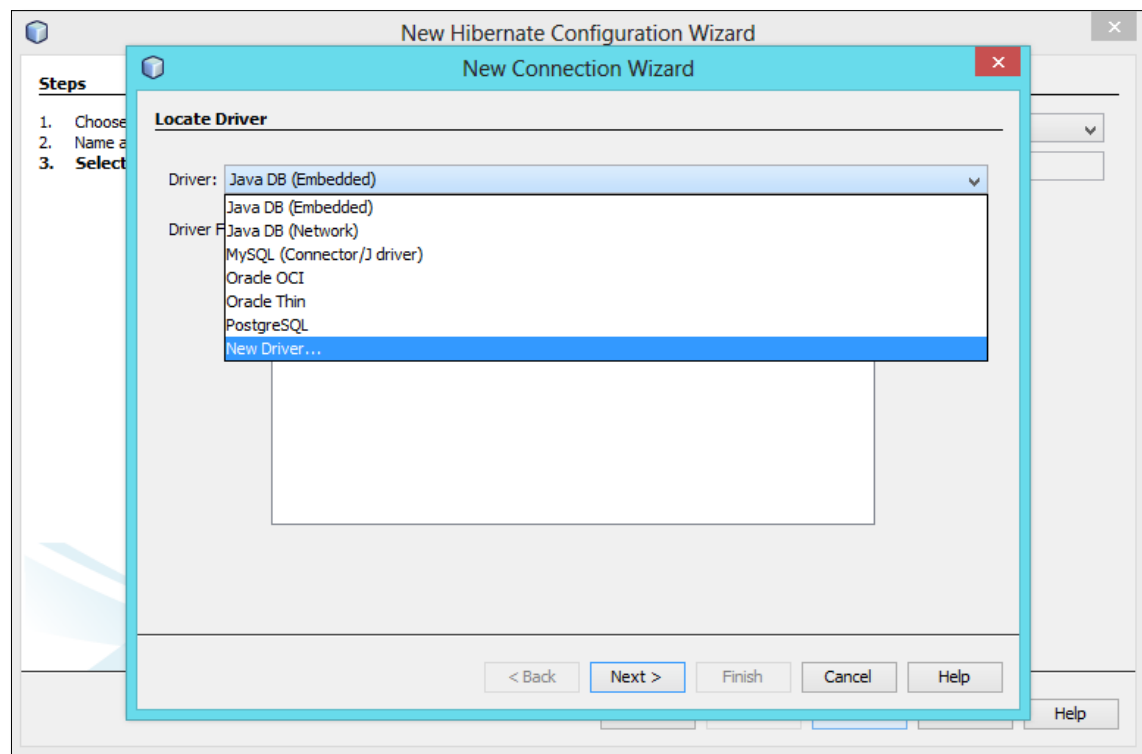 New Hibernate Configuration Wizard
New Connection Wizard
Steps
1. Choose
2. Name a
3. Select
Locate Driver
Driver: Java DB (Embedded)
Java DB (Embedded)
Driver F Java DB (Network)
MySQL (Connector/J driver)
Oracle OCI
Oracle Thin
PostgreSQL
New Driver...
< Back Next > Finish Cancel Help
Help